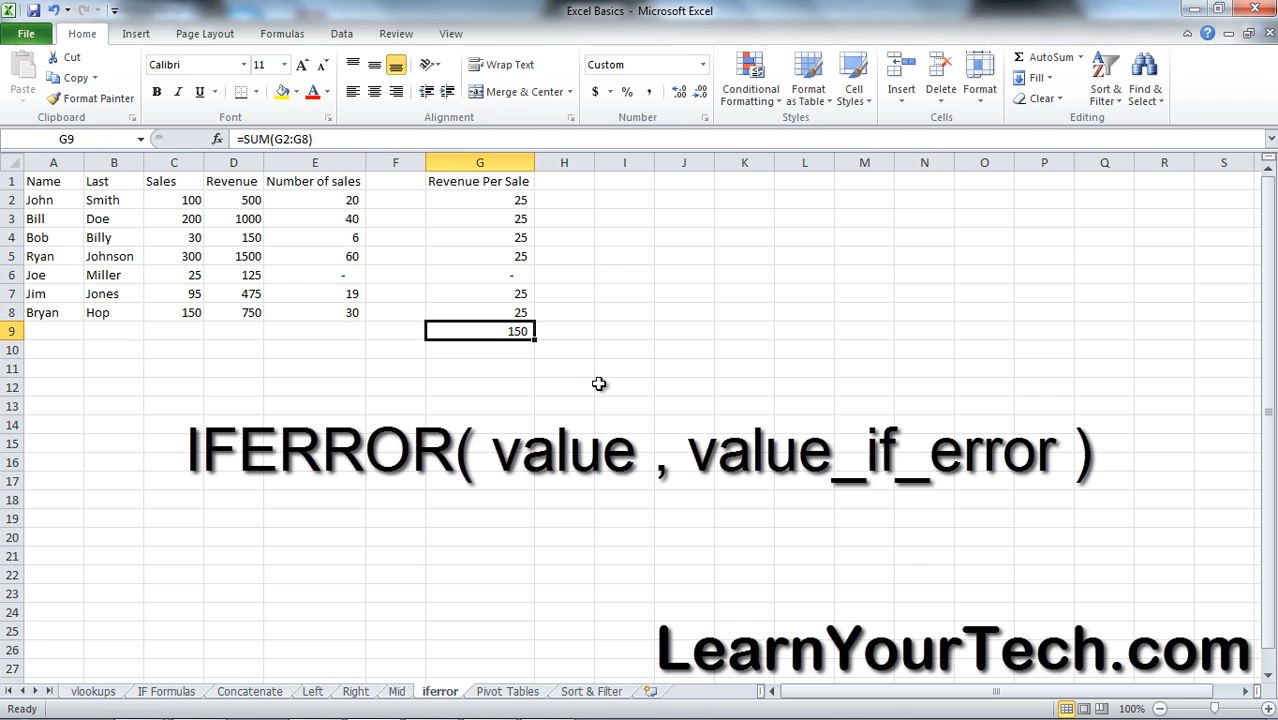 Excel Basics - Microsoft Excel
File Home Insert Page Layout Formulas Data Review View
Paste Cut Copy Format Painter Clipboard
Calibri 11 A A B I U A Font
Wrap Text Merge & Center Alignment
Custom $ % , .0 .00 .00 .0 Number
Conditional Formatting Format as Table Cell Styles Styles
Insert Delete Format Cells
Σ AutoSum Fill Clear Sort & Filter Find & Select Editing
G9 fx =SUM(G2:G8)
A B C D E F G H I J K L M N O P Q R S
1 Name Last Sales Revenue Number of sales Revenue Per Sale
2 John Smith 100 500 20 25
3 Bill Doe 200 1000 40 25
4 Bob Billy 30 150 6 25
5 Ryan Johnson 300 1500 60 25
6 Joe Miller 25 125 - -
7 Jim Jones 95 475 19 25
8 Bryan Hop 150 750 30 25
9 150
10
11
12
13
14
15
16
17
18
19
20
21
22
23
24
25
26
27
IFERROR( value , value_if_error )
LearnYourTech.com
vlookups IF Formulas Concatenate Left Right Mid iferror Pivot Tables Sort & Filter
Ready 100%